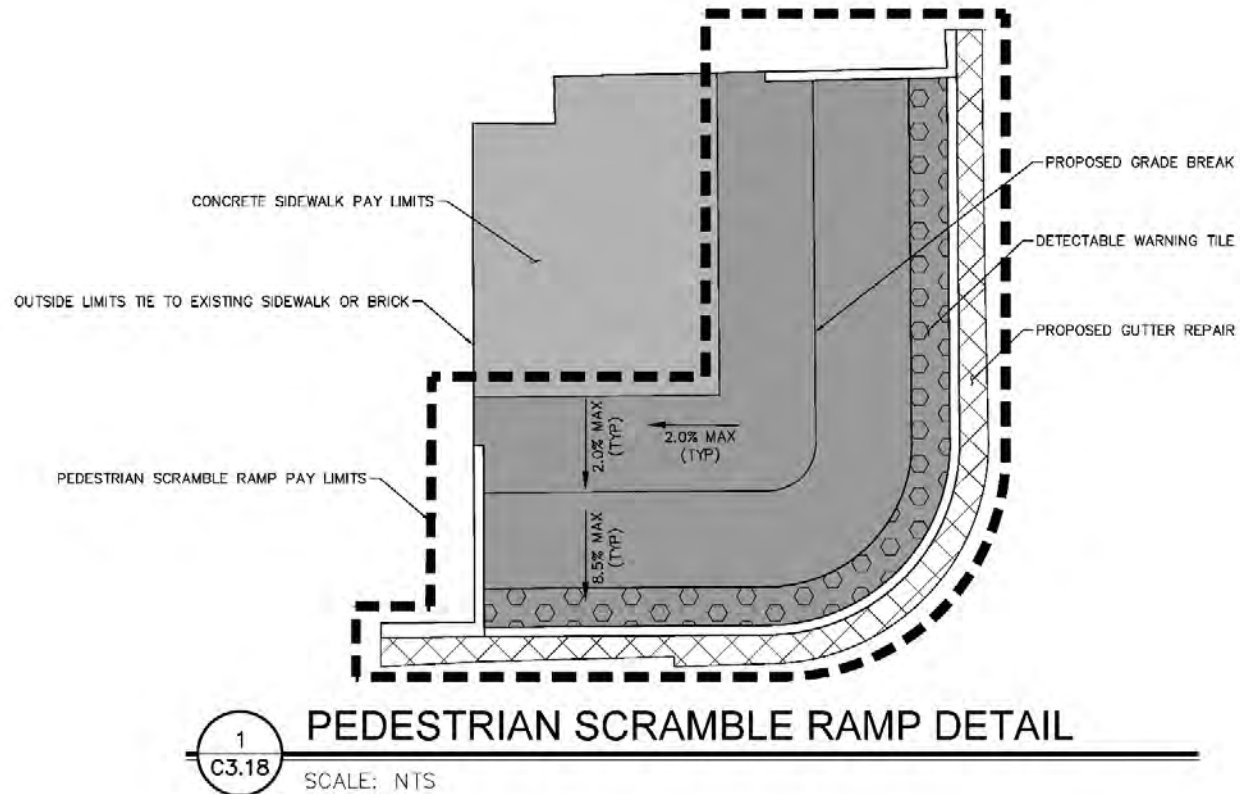 CONCRETE SIDEWALK PAY LIMITS
OUTSIDE LIMITS TIE TO EXISTING SIDEWALK OR BRICK
PEDESTRIAN SCRAMBLE RAMP PAY LIMITS
PROPOSED GRADE BREAK
DETECTABLE WARNING TILE
PROPOSED GUTTER REPAIR
2.0% MAX
(TYP)
2.0% MAX
(TYP)
8.5% MAX
(TYP)
1
C3.18
PEDESTRIAN SCRAMBLE RAMP DETAIL
SCALE: NTS